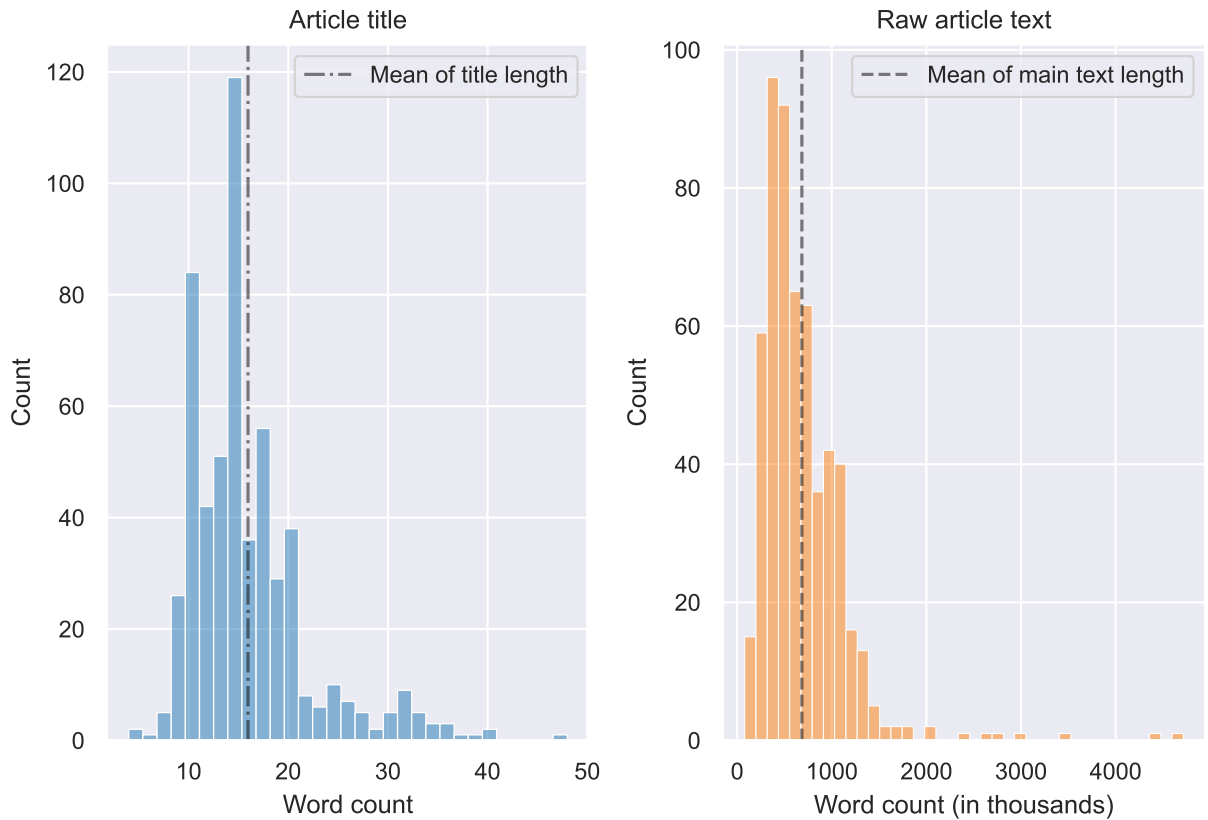 Article title
Mean of title length
120
100
80
60
40
20
0
Count
10 20 30 40 50
Word count
Raw article text
Mean of main text length
100
80
60
40
20
0
Count
0 1000 2000 3000 4000
Word count (in thousands)